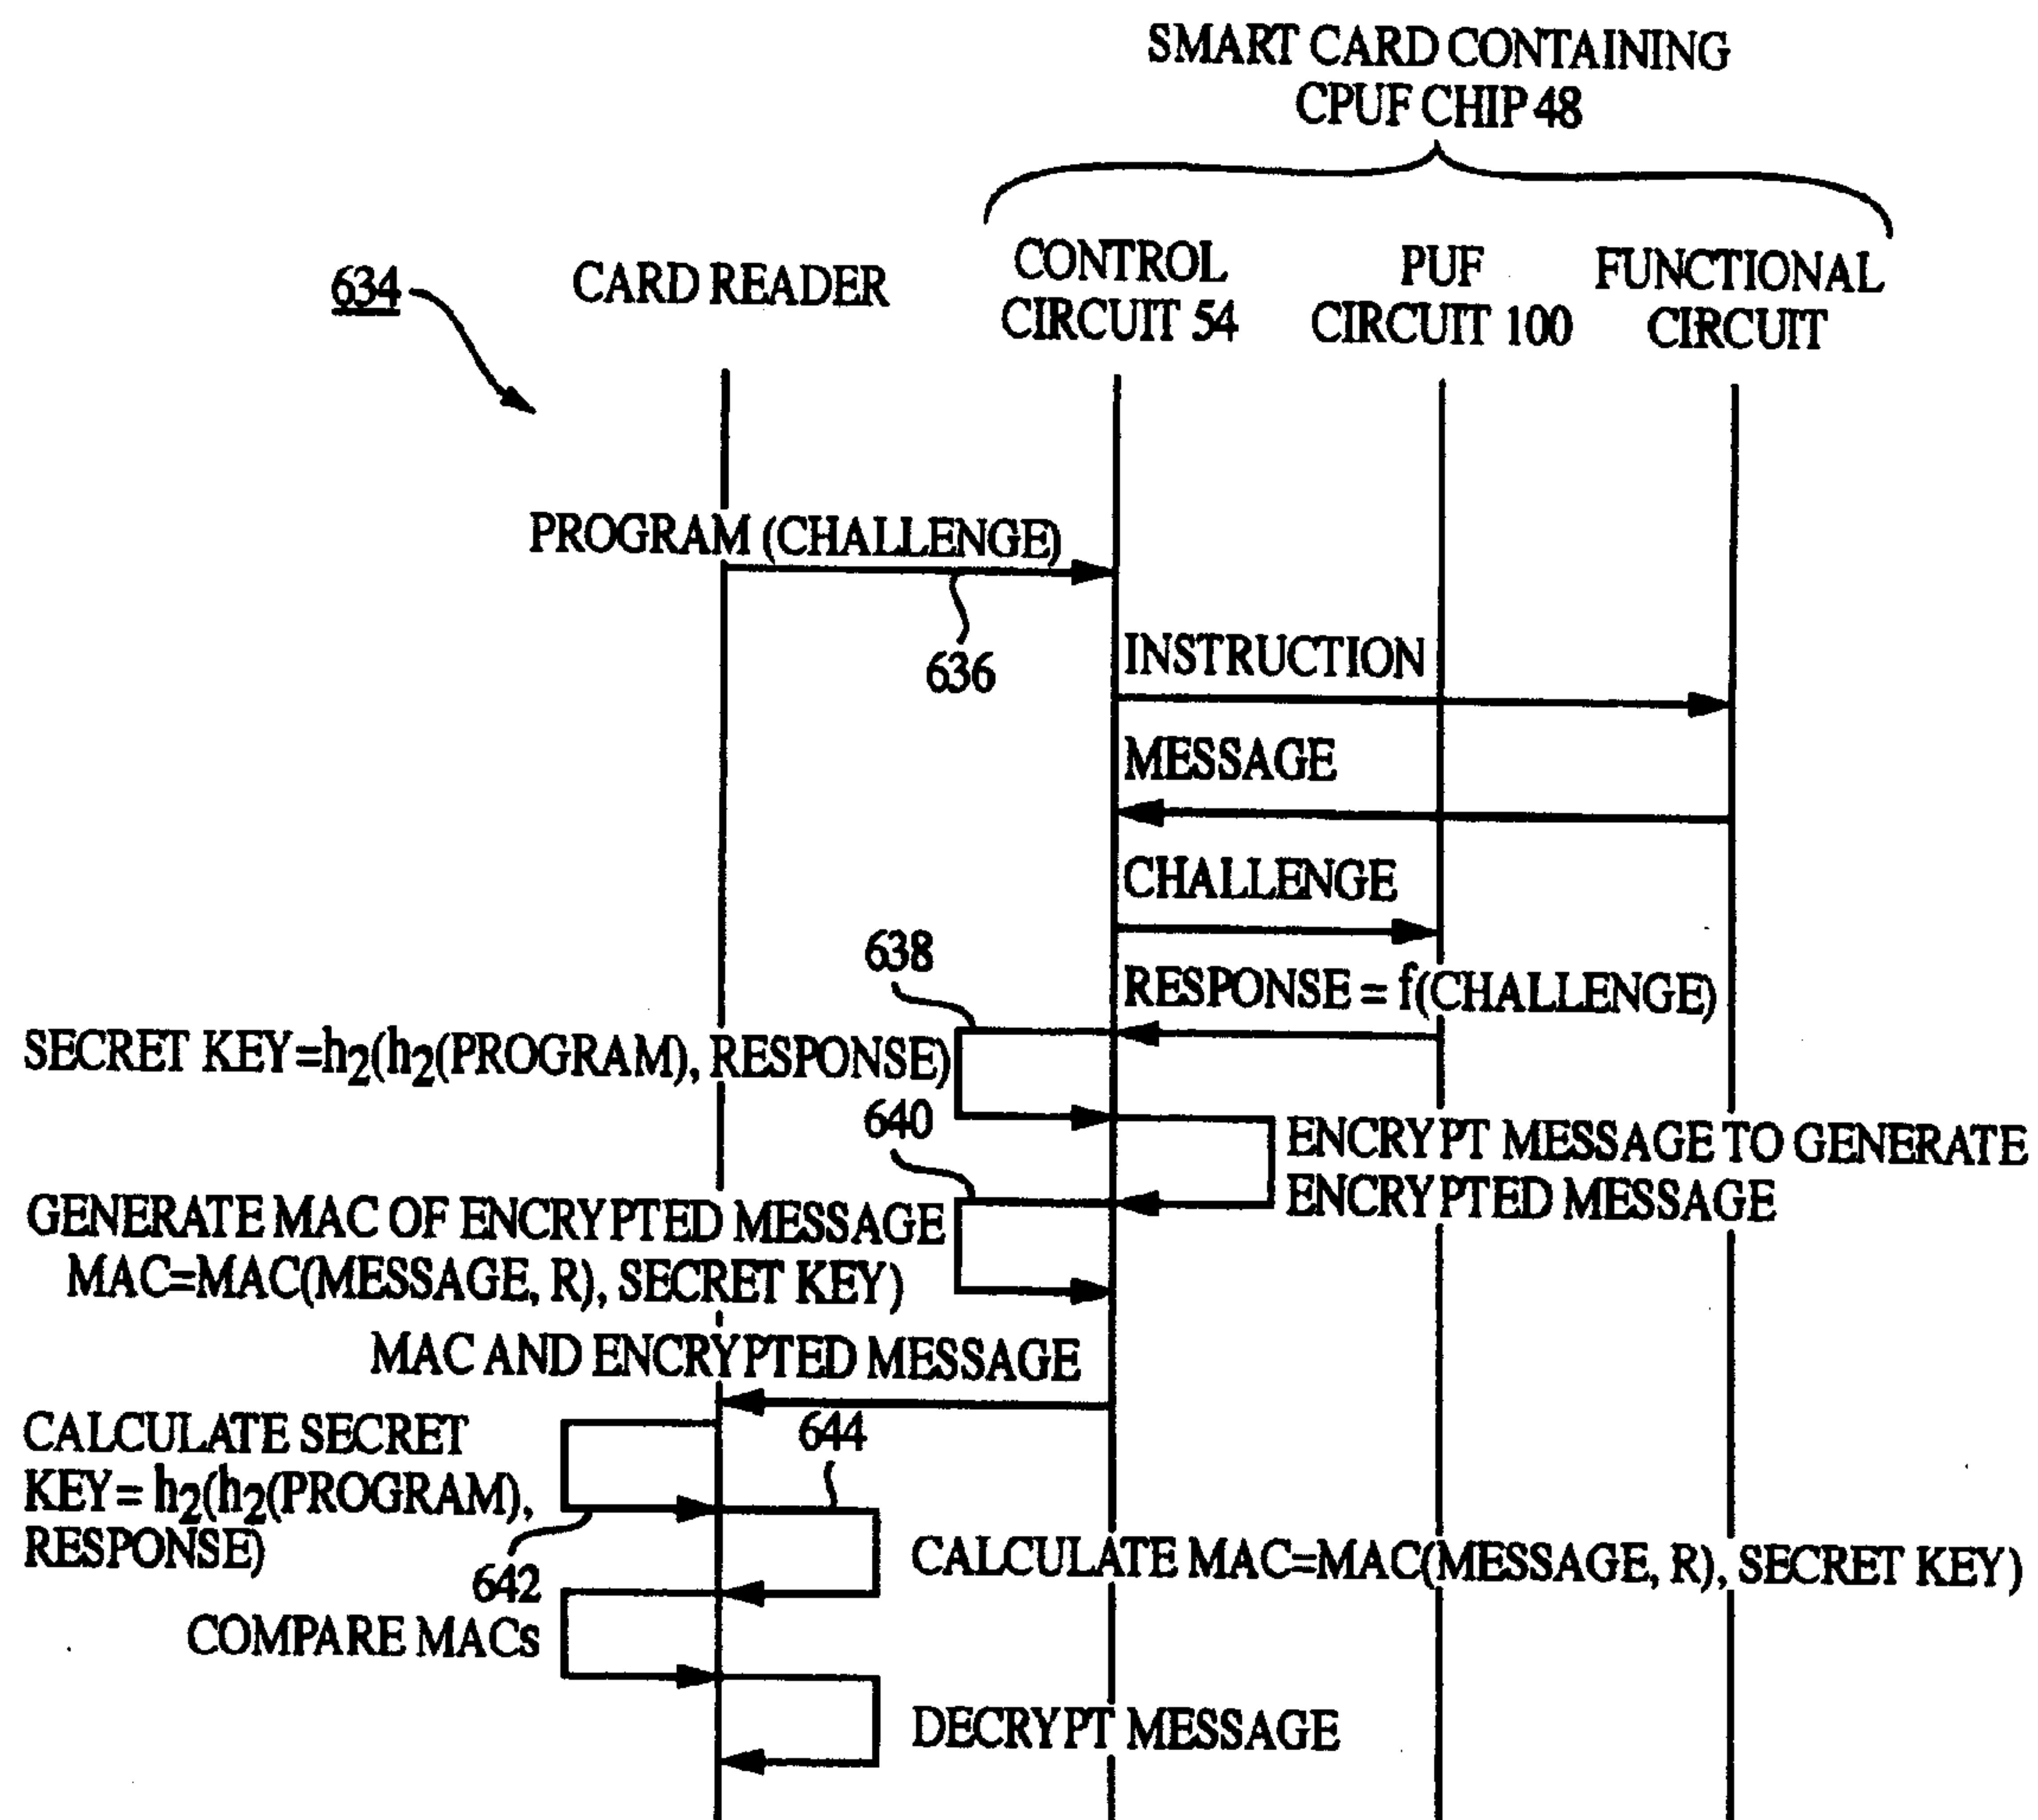 SMART CARD CONTAINING
CPUF CHIP 48
634
CARD READER
CONTROL
CIRCUIT 54
PUF
CIRCUIT 100
FUNCTIONAL
CIRCUIT
PROGRAM (CHALLENGE)
636
INSTRUCTION
MESSAGE
CHALLENGE
638
RESPONSE = f(CHALLENGE)
SECRET KEY=h2(h2(PROGRAM), RESPONSE)
640
ENCRYPT MESSAGE TO GENERATE
ENCRYPTED MESSAGE
GENERATE MAC OF ENCRYPTED MESSAGE
MAC=MAC(MESSAGE, R), SECRET KEY)
MAC AND ENCRYPTED MESSAGE
CALCULATE SECRET
KEY= h2(h2(PROGRAM),
RESPONSE)
644
642
CALCULATE MAC=MAC(MESSAGE, R), SECRET KEY)
COMPARE MACs
DECRYPT MESSAGE